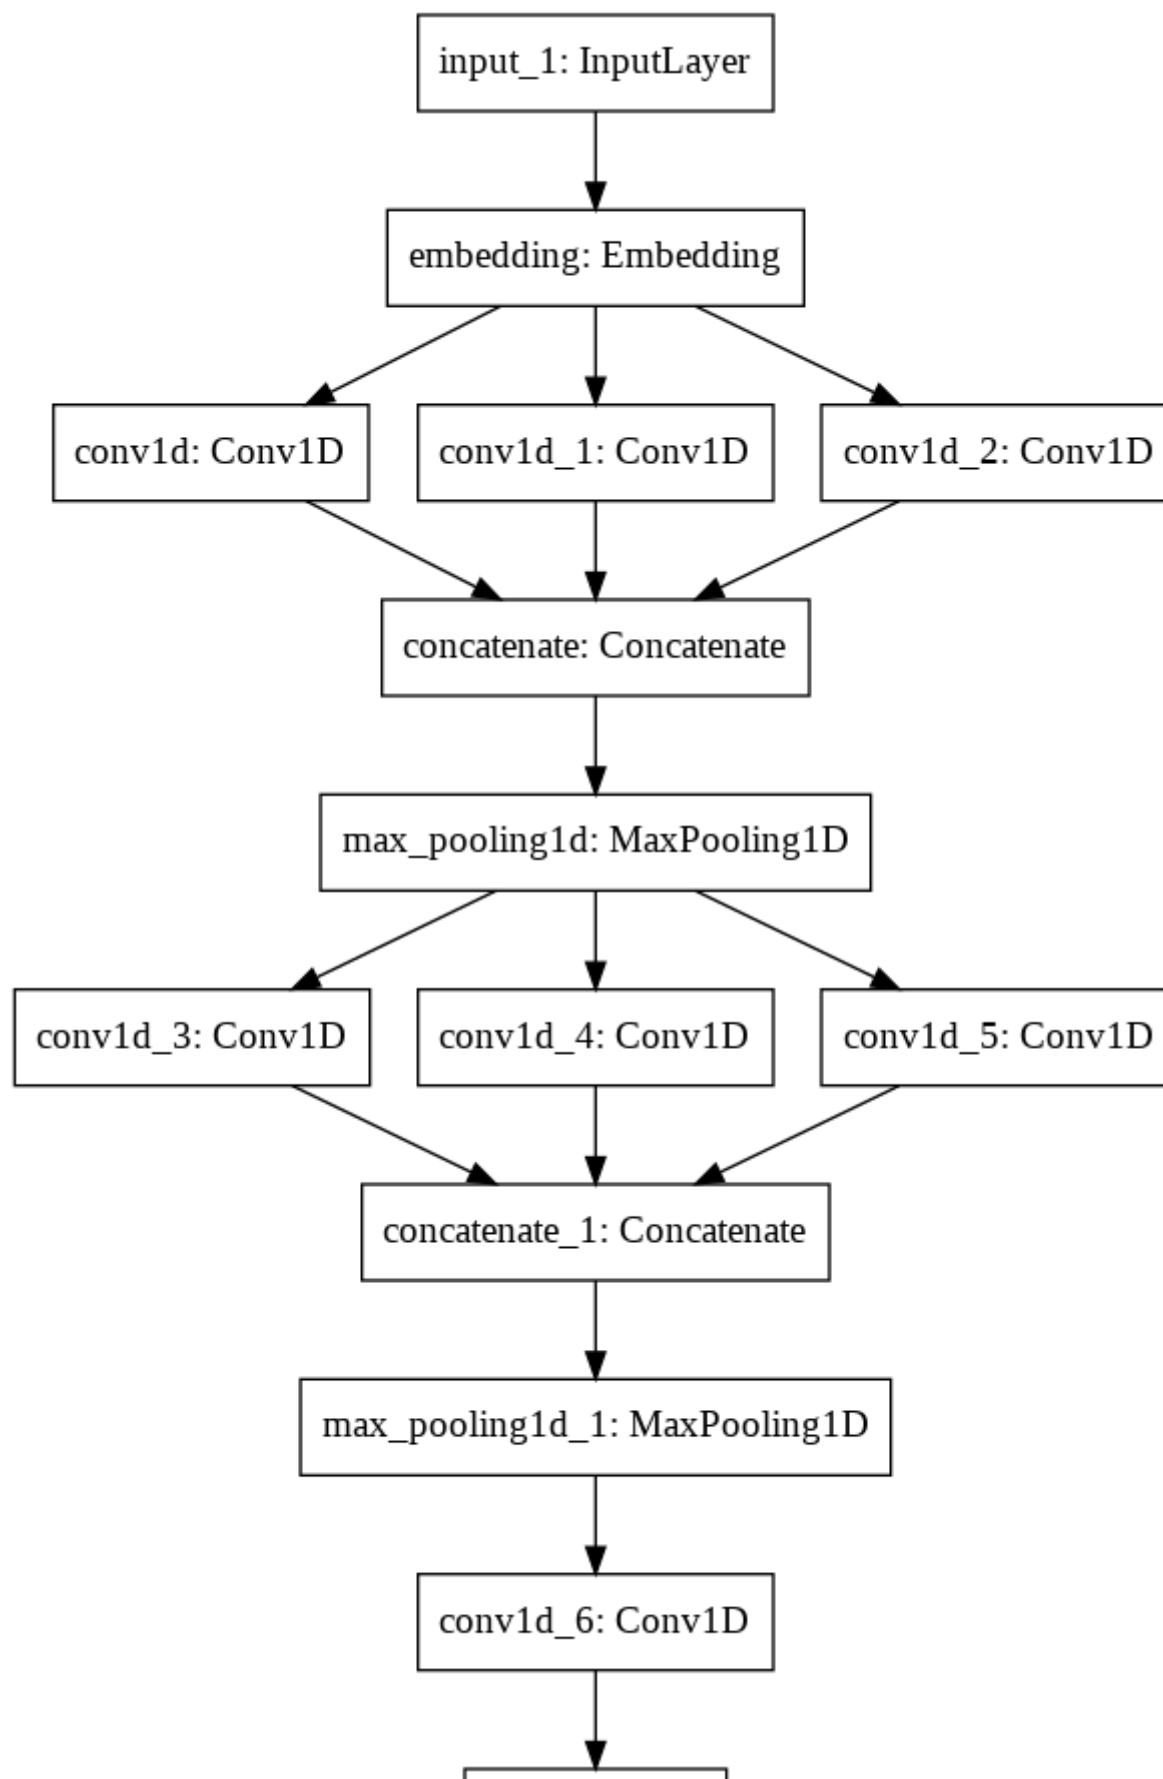 input_1: InputLayer
embedding: Embedding
conv1d: Conv1D
conv1d_1: Conv1D
conv1d_2: Conv1D
concatenate: Concatenate
max_pooling1d: MaxPooling1D
conv1d_3: Conv1D
conv1d_4: Conv1D
conv1d_5: Conv1D
concatenate_1: Concatenate
max_pooling1d_1: MaxPooling1D
conv1d_6: Conv1D